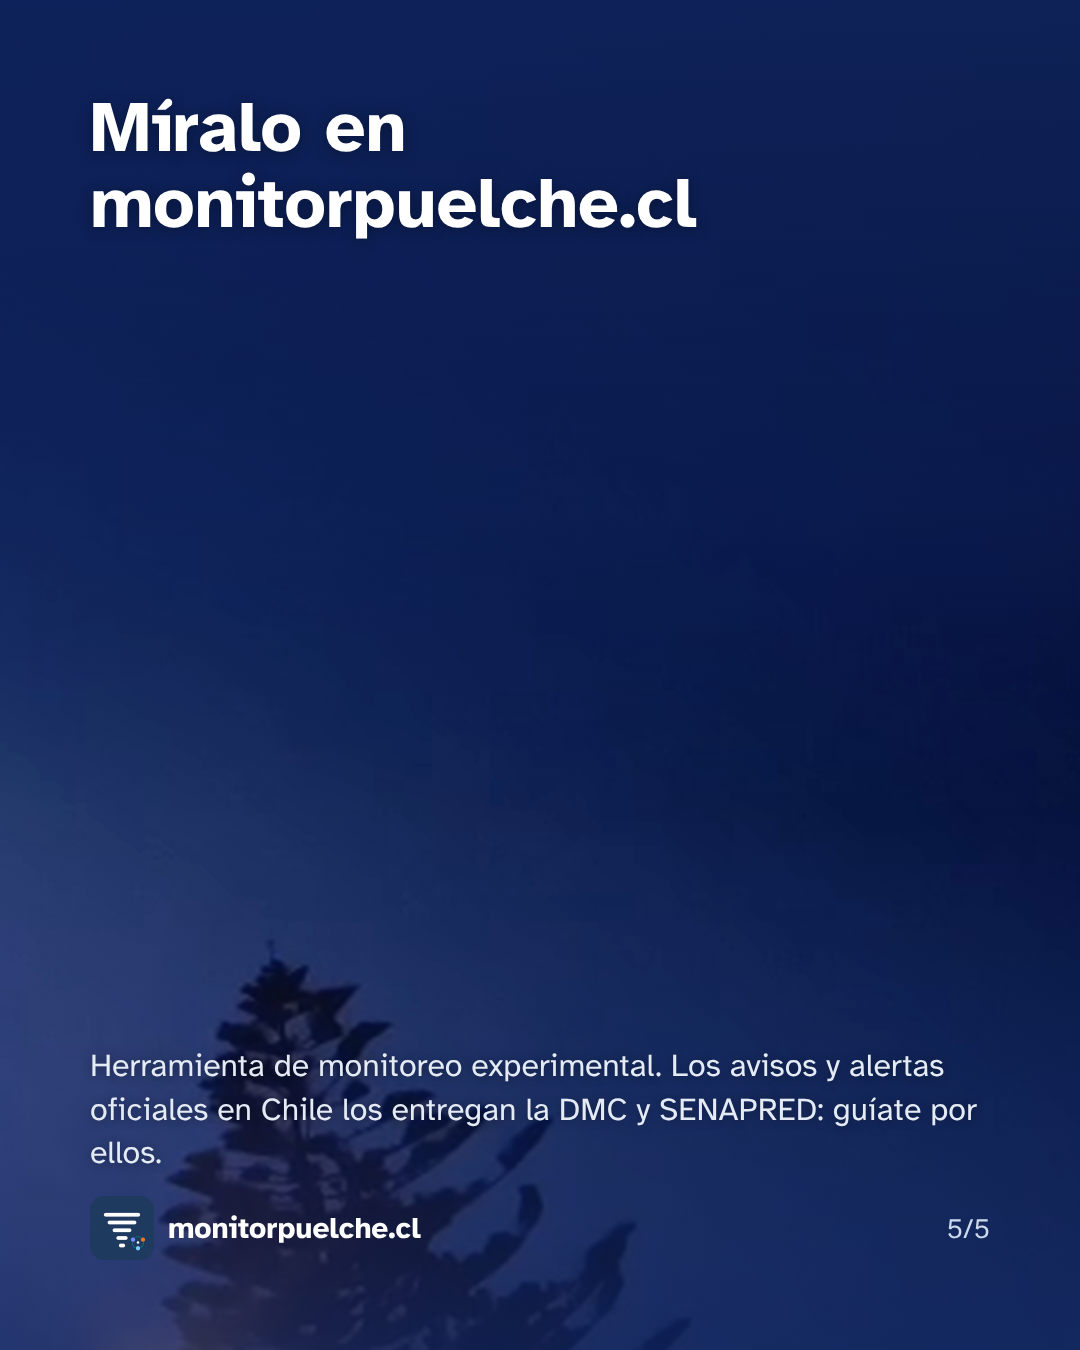 Míralo en
monitorpuelche.cl
Herramienta de monitoreo experimental. Los avisos y alertas
oficiales en Chile los entregan la DMC y SENAPRED: guíate por
ellos.
monitorpuelche.cl
5/5